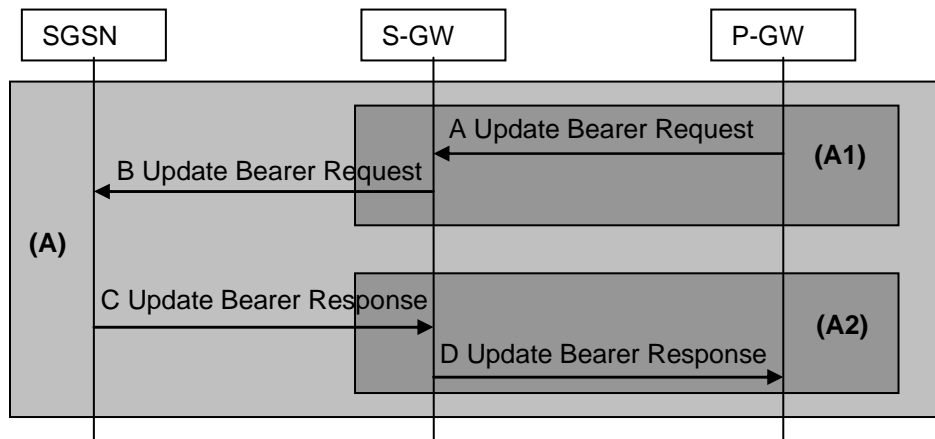 SGSN
S-GW
P-GW
A Update Bearer Request
(A1)
B Update Bearer Request
(A)
C Update Bearer Response
(A2)
D Update Bearer Response